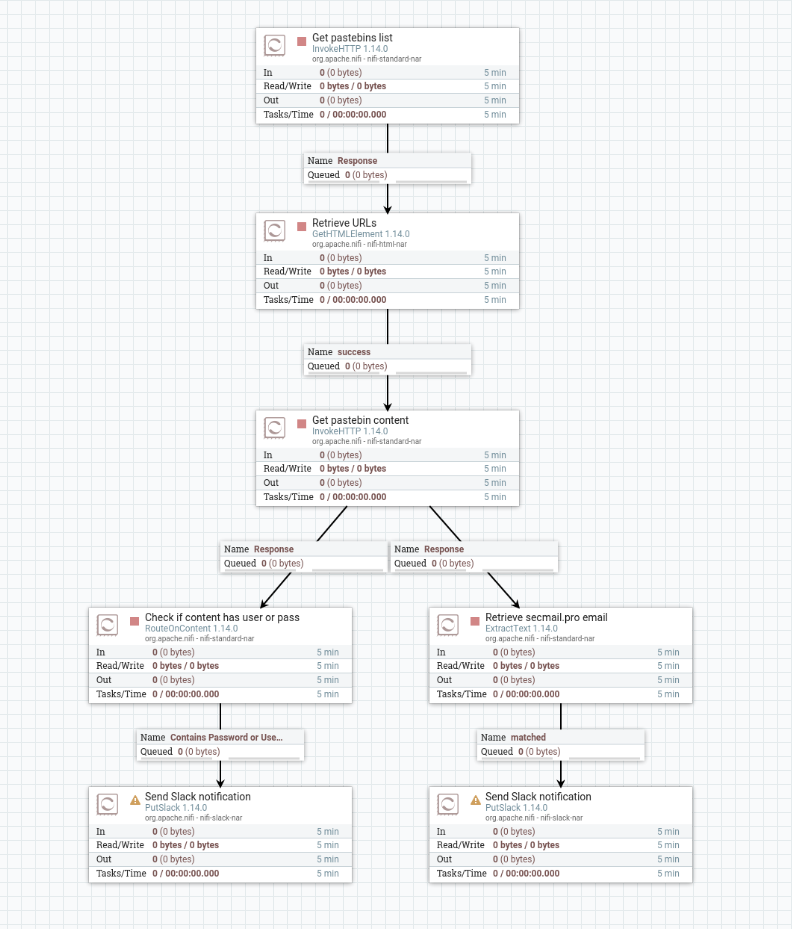 Get pastebins list
InvokeHTTP 1.14.0
org.apache.nifi - nifi-standard-nar
In 0 (0 bytes) 5 min
Read/Write 0 bytes / 0 bytes 5 min
Out 0 (0 bytes) 5 min
Tasks/Time 0 / 00:00:00.000 5 min
Name Response
Queued 0 (0 bytes)
Retrieve URLs
GetHTMLElement 1.14.0
org.apache.nifi - nifi-html-nar
In 0 (0 bytes) 5 min
Read/Write 0 bytes / 0 bytes 5 min
Out 0 (0 bytes) 5 min
Tasks/Time 0 / 00:00:00.000 5 min
Name success
Queued 0 (0 bytes)
Get pastebin content
InvokeHTTP 1.14.0
org.apache.nifi - nifi-standard-nar
In 0 (0 bytes) 5 min
Read/Write 0 bytes / 0 bytes 5 min
Out 0 (0 bytes) 5 min
Tasks/Time 0 / 00:00:00.000 5 min
Name Response
Queued 0 (0 bytes)
Name Response
Queued 0 (0 bytes)
Check if content has user or pass
RouteOnContent 1.14.0
org.apache.nifi - nifi-standard-nar
In 0 (0 bytes) 5 min
Read/Write 0 bytes / 0 bytes 5 min
Out 0 (0 bytes) 5 min
Tasks/Time 0 / 00:00:00.000 5 min
Retrieve secmail.pro email
ExtractText 1.14.0
org.apache.nifi - nifi-standard-nar
In 0 (0 bytes) 5 min
Read/Write 0 bytes / 0 bytes 5 min
Out 0 (0 bytes) 5 min
Tasks/Time 0 / 00:00:00.000 5 min
Name Contains Password or Use...
Queued 0 (0 bytes)
Name matched
Queued 0 (0 bytes)
Send Slack notification
PutSlack 1.14.0
org.apache.nifi - nifi-slack-nar
In 0 (0 bytes) 5 min
Read/Write 0 bytes / 0 bytes 5 min
Out 0 (0 bytes) 5 min
Tasks/Time 0 / 00:00:00.000 5 min
Send Slack notification
PutSlack 1.14.0
org.apache.nifi - nifi-slack-nar
In 0 (0 bytes) 5 min
Read/Write 0 bytes / 0 bytes 5 min
Out 0 (0 bytes) 5 min
Tasks/Time 0 / 00:00:00.000 5 min